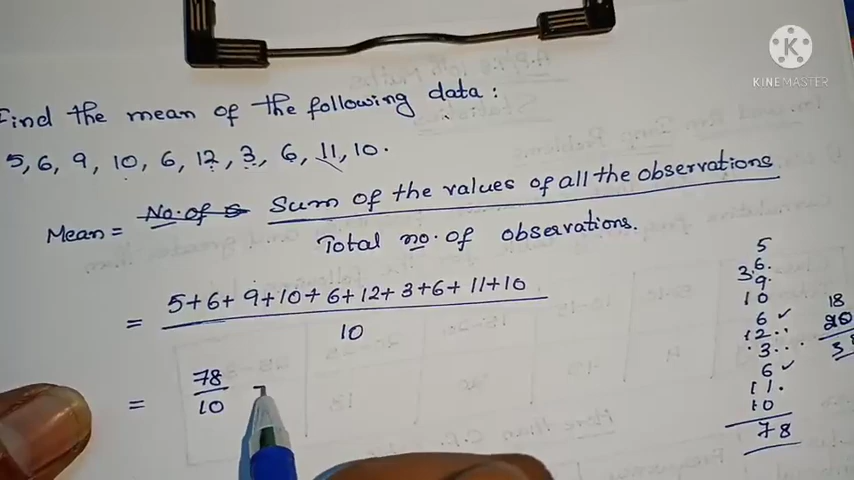 Find the mean of the following data :
5, 6, 9, 10, 6, 12, 3, 6, 11, 10.
Mean = No. of Sum of the values of all the observations
Total no. of observations.
= 5+6+ 9+10+ 6+12+3+6+ 11+10
10
= 78
10
5
6
9
10
6 ✓
12
3
6 ✓
11
10
78
18
20
K
KINEMASTER